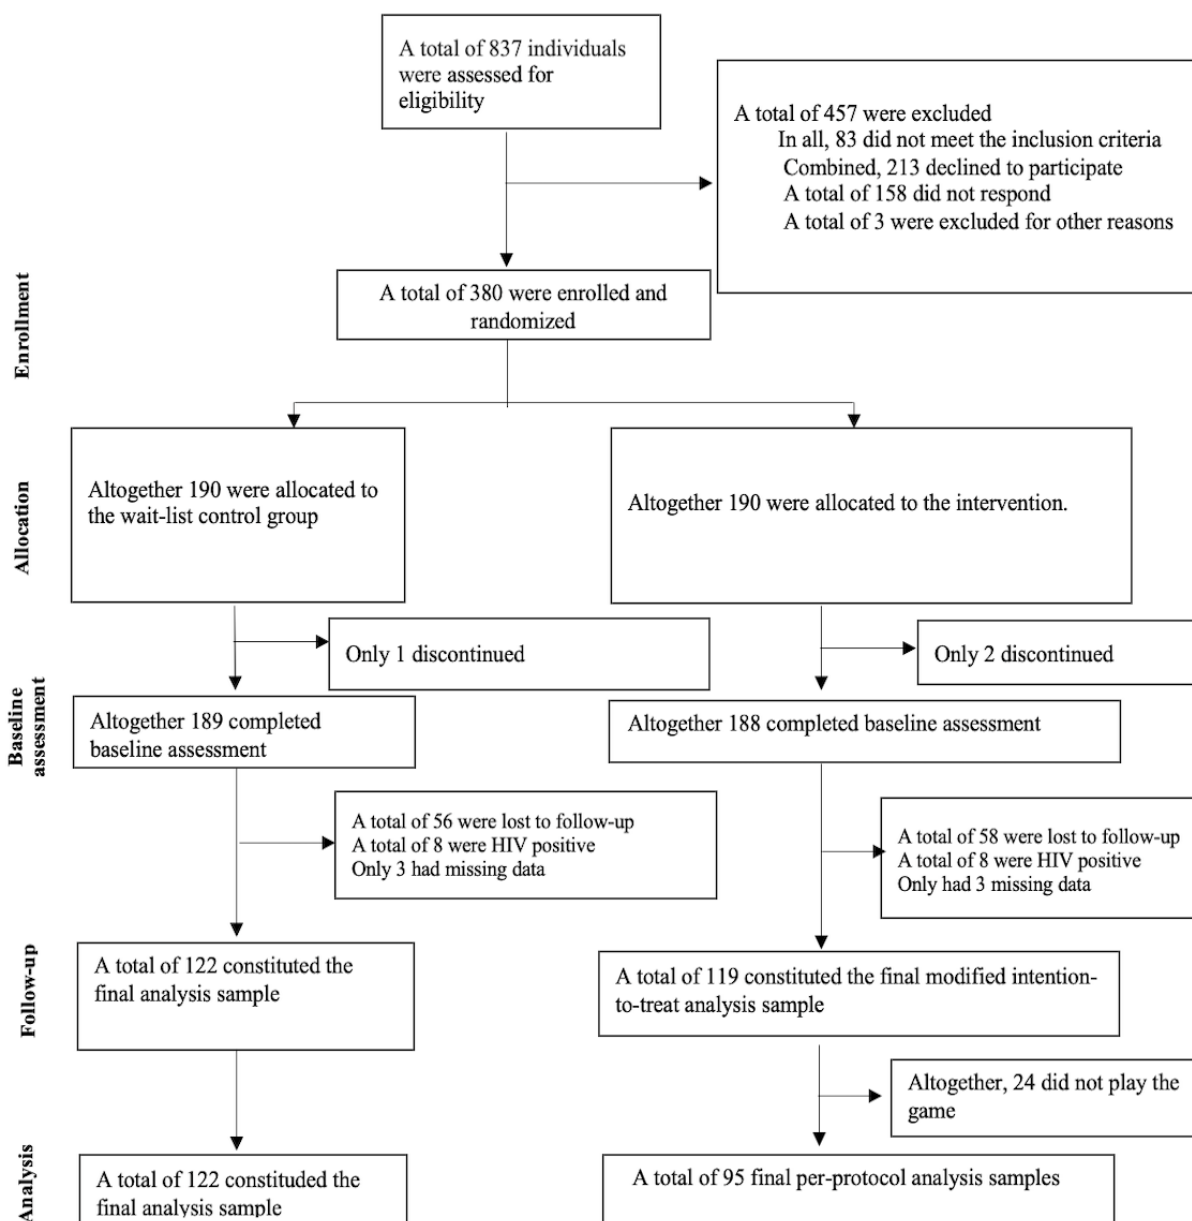 A total of 837 individuals
were assessed for
eligibility
A total of 457 were excluded
In all, 83 did not meet the inclusion criteria
Combined, 213 declined to participate
A total of 158 did not respond
A total of 3 were excluded for other reasons
Enrollment
A total of 380 were enrolled and
randomized
Allocation
Altogether 190 were allocated to
the wait-list control group
Altogether 190 were allocated to the intervention.
Only 1 discontinued
Only 2 discontinued
Baseline
assessment
Altogether 189 completed
baseline assessment
Altogether 188 completed baseline assessment
A total of 56 were lost to follow-up
A total of 8 were HIV positive
Only 3 had missing data
A total of 58 were lost to follow-up
A total of 8 were HIV positive
Only had 3 missing data
Follow-up
A total of 122 constituted the
final analysis sample
A total of 119 constituted the final modified intention-
to-treat analysis sample
Altogether, 24 did not play the
game
Analysis
A total of 122 constituded the
final analysis sample
A total of 95 final per-protocol analysis samples